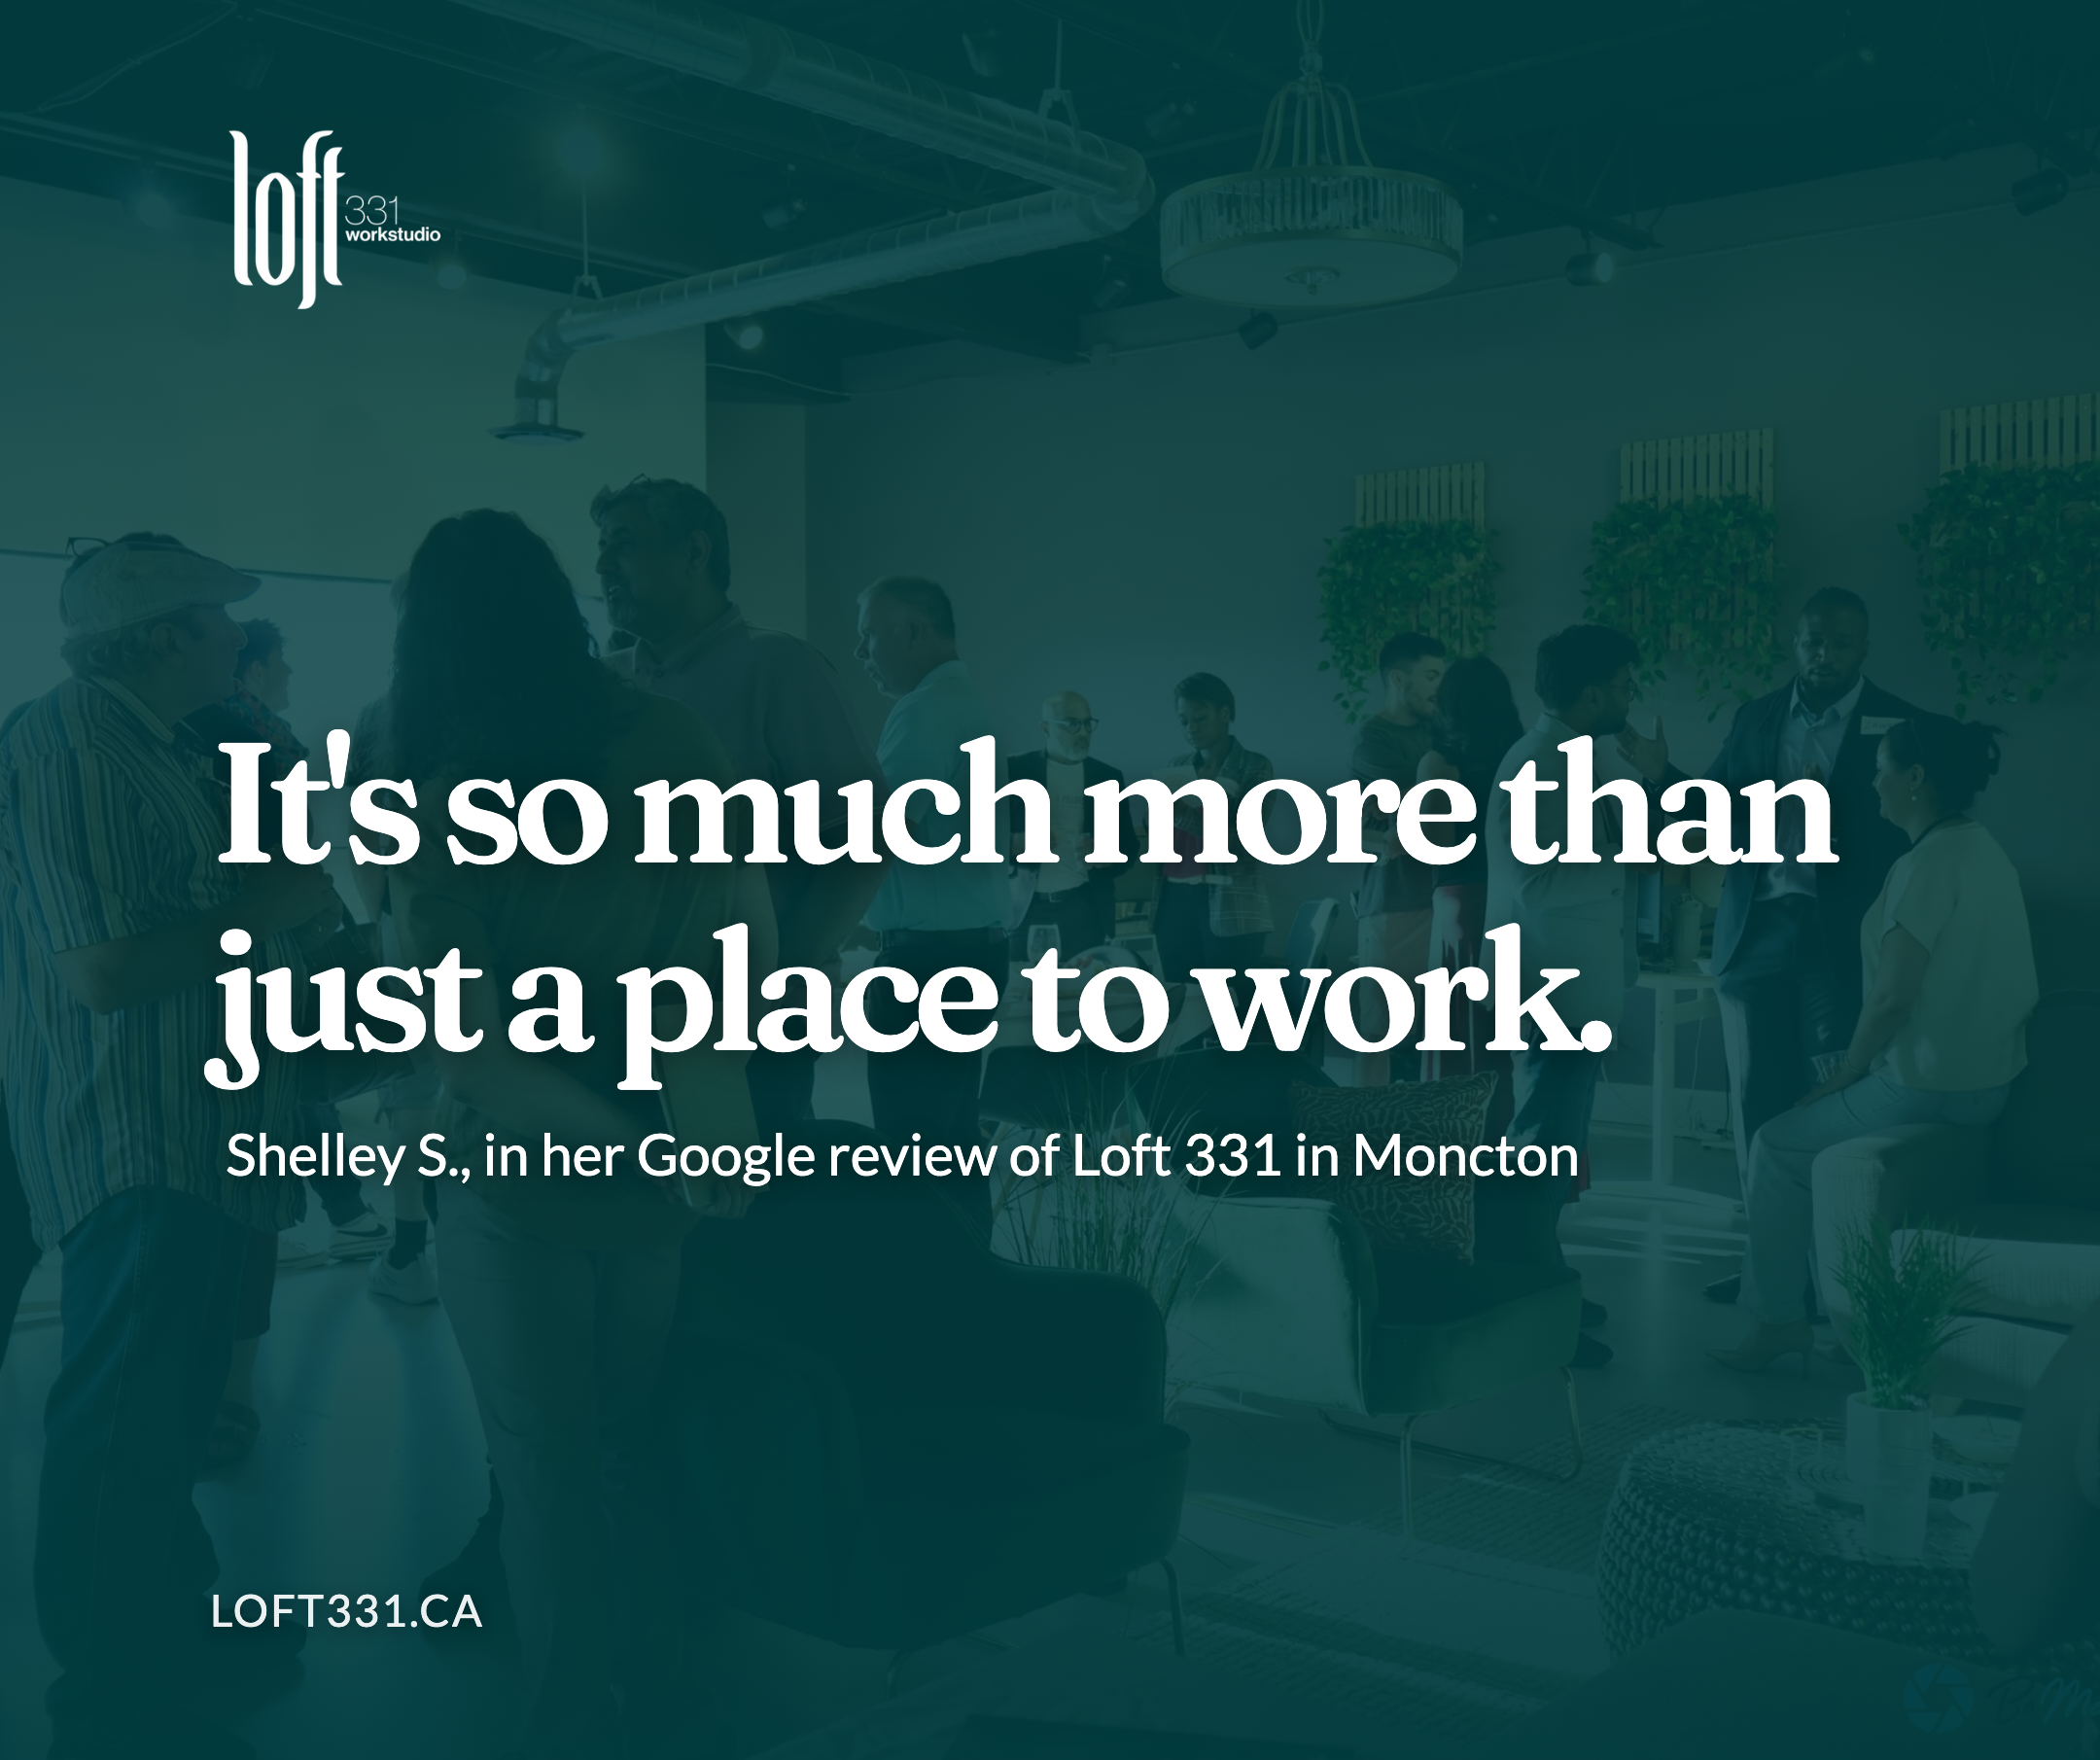 loft
331
workstudio
It's so much more than
just a place to work.
Shelley S., in her Google review of Loft 331 in Moncton
LOFT331.CA